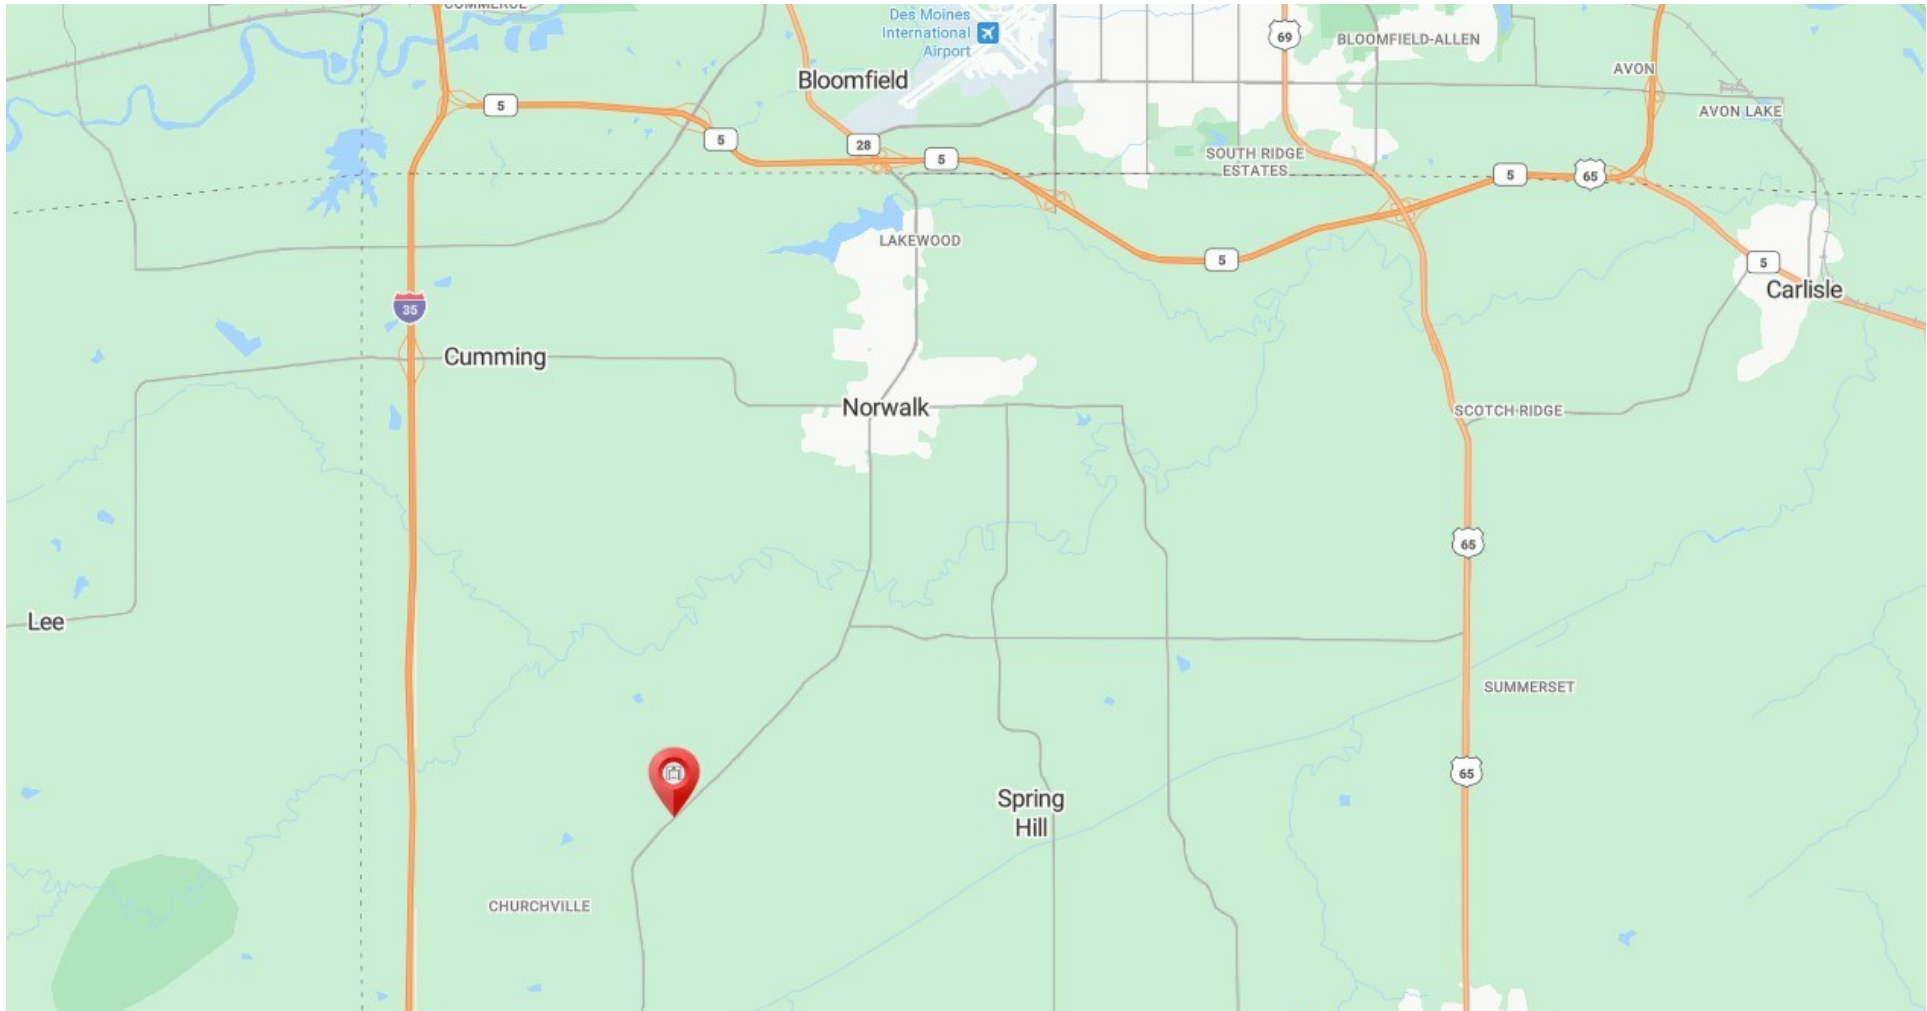 COMMERCE
Des Moines
International
Airport
69
BLOOMFIELD-ALLEN
Bloomfield
AVON
5
AVON LAKE
5
28
5
SOUTH RIDGE
ESTATES
5
65
LAKEWOOD
5
5
Carlisle
35
Cumming
Norwalk
SCOTCH RIDGE
65
Lee
SUMMERSET
65
Spring
Hill
CHURCHVILLE